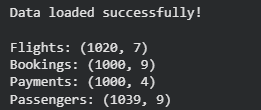 Data loaded successfully!
Flights: (1020, 7)
Bookings: (1000, 9)
Payments: (1000, 4)
Passengers: (1039, 9)